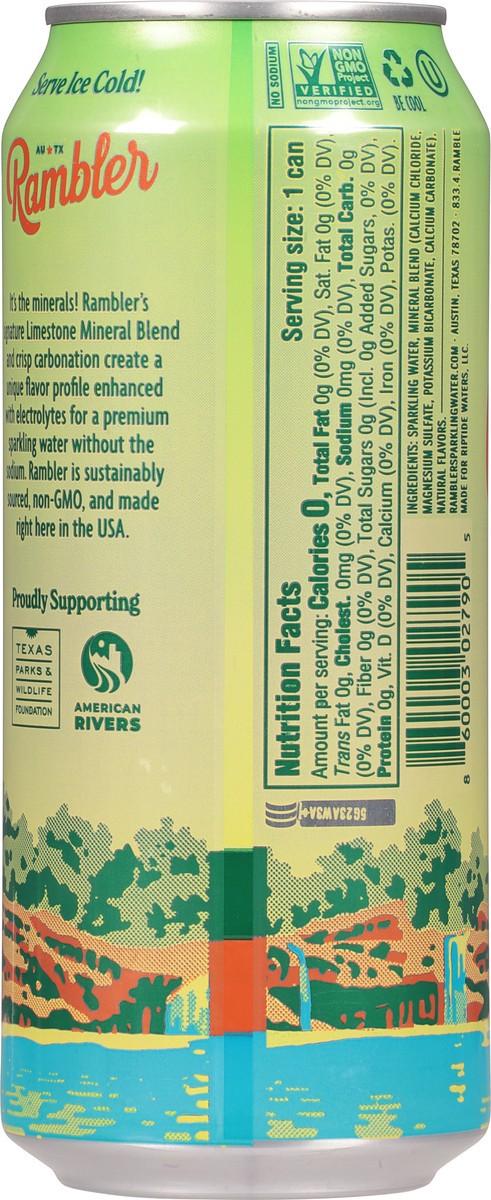 Serve Ice Cold!
AU★TX
Rambler
It's the minerals! Rambler's
Limestone Mineral Blend
and crisp carbonation create a
unique flavor profile enhanced
with electrolytes for a premium
sparkling water without the
sodium. Rambler is sustainably
sourced, non-GMO, and made
right here in the USA.
Proudly Supporting
TEXAS
PARKS &
WILDLIFE
FOUNDATION
AMERICAN
RIVERS
NO SODIUM
NON
GMO
Project
VERIFIED
nongmoproject.org
BE COOL
U
Nutrition Facts Serving size: 1 can
Amount per serving: Calories 0, Total Fat 0g (0% DV), Sat. Fat 0g (0% DV),
Trans Fat 0g, Cholest. 0mg (0% DV), Sodium 0mg (0% DV), Total Carb. 0g
(0% DV), Fiber 0g (0% DV), Total Sugars 0g (Incl. 0g Added Sugars, 0% DV),
Protein 0g, Vit. D (0% DV), Calcium (0% DV), Iron (0% DV), Potas. (0% DV).
INGREDIENTS: SPARKLING WATER, MINERAL BLEND (CALCIUM CHLORIDE,
MAGNESIUM SULFATE, POTASSIUM BICARBONATE, CALCIUM CARBONATE),
NATURAL FLAVORS.
RAMBLERSPARKLINGWATER.COM · AUSTIN, TEXAS 78702 · 833.4.RAMBLE
MADE FOR RIPTIDE WATERS, LLC.
8 60003 02790 5
5G23AW3A